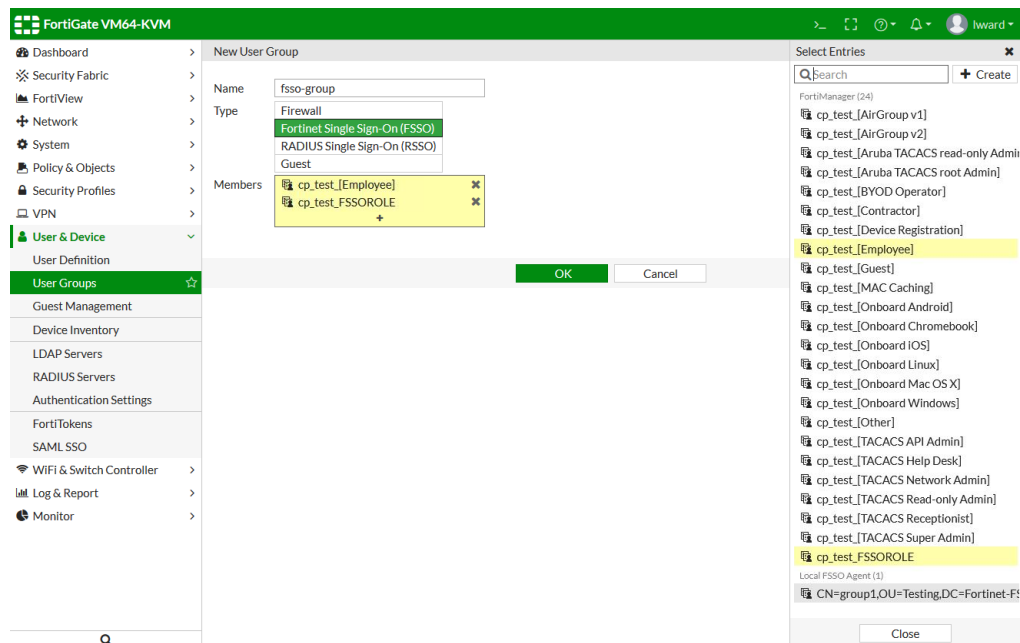 FortiGate VM64-KVM
>_
lward
Dashboard
Security Fabric
FortiView
Network
System
Policy & Objects
Security Profiles
VPN
User & Device
User Definition
User Groups
Guest Management
Device Inventory
LDAP Servers
RADIUS Servers
Authentication Settings
FortiTokens
SAML SSO
WiFi & Switch Controller
Log & Report
Monitor
New User Group
Name fsso-group
Type Firewall
Fortinet Single Sign-On (FSSO)
RADIUS Single Sign-On (RSSO)
Guest
Members cp_test_[Employee]
cp_test_FSSOROLE
+
OK Cancel
Select Entries
Search + Create
FortiManager (24)
cp_test_[AirGroup v1]
cp_test_[AirGroup v2]
cp_test_[Aruba TACACS read-only Admi
cp_test_[Aruba TACACS root Admin]
cp_test_[BYOD Operator]
cp_test_[Contractor]
cp_test_[Device Registration]
cp_test_[Employee]
cp_test_[Guest]
cp_test_[MAC Caching]
cp_test_[Onboard Android]
cp_test_[Onboard Chromebook]
cp_test_[Onboard iOS]
cp_test_[Onboard Linux]
cp_test_[Onboard Mac OS X]
cp_test_[Onboard Windows]
cp_test_[Other]
cp_test_[TACACS API Admin]
cp_test_[TACACS Help Desk]
cp_test_[TACACS Network Admin]
cp_test_[TACACS Read-only Admin]
cp_test_[TACACS Receptionist]
cp_test_[TACACS Super Admin]
cp_test_FSSOROLE
Local FSSO Agent (1)
CN=group1,OU=Testing,DC=Fortinet-FS
Close